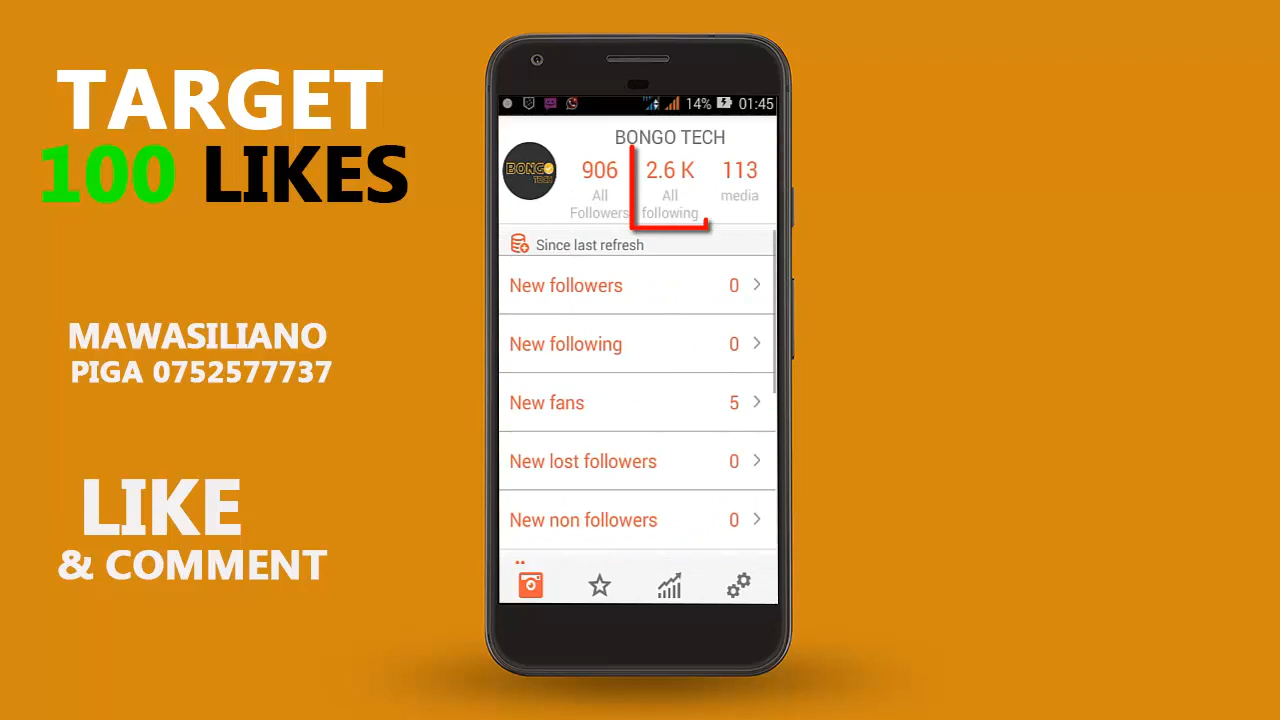 TARGET
100 LIKES
MAWASILIANO
PIGA 0752577737
LIKE
& COMMENT
14% 01:45
BONGO TECH
BONGO
TECH
906 2.6 K 113
All All media
Followers following
Since last refresh
New followers 0
New following 0
New fans 5
New lost followers 0
New non followers 0